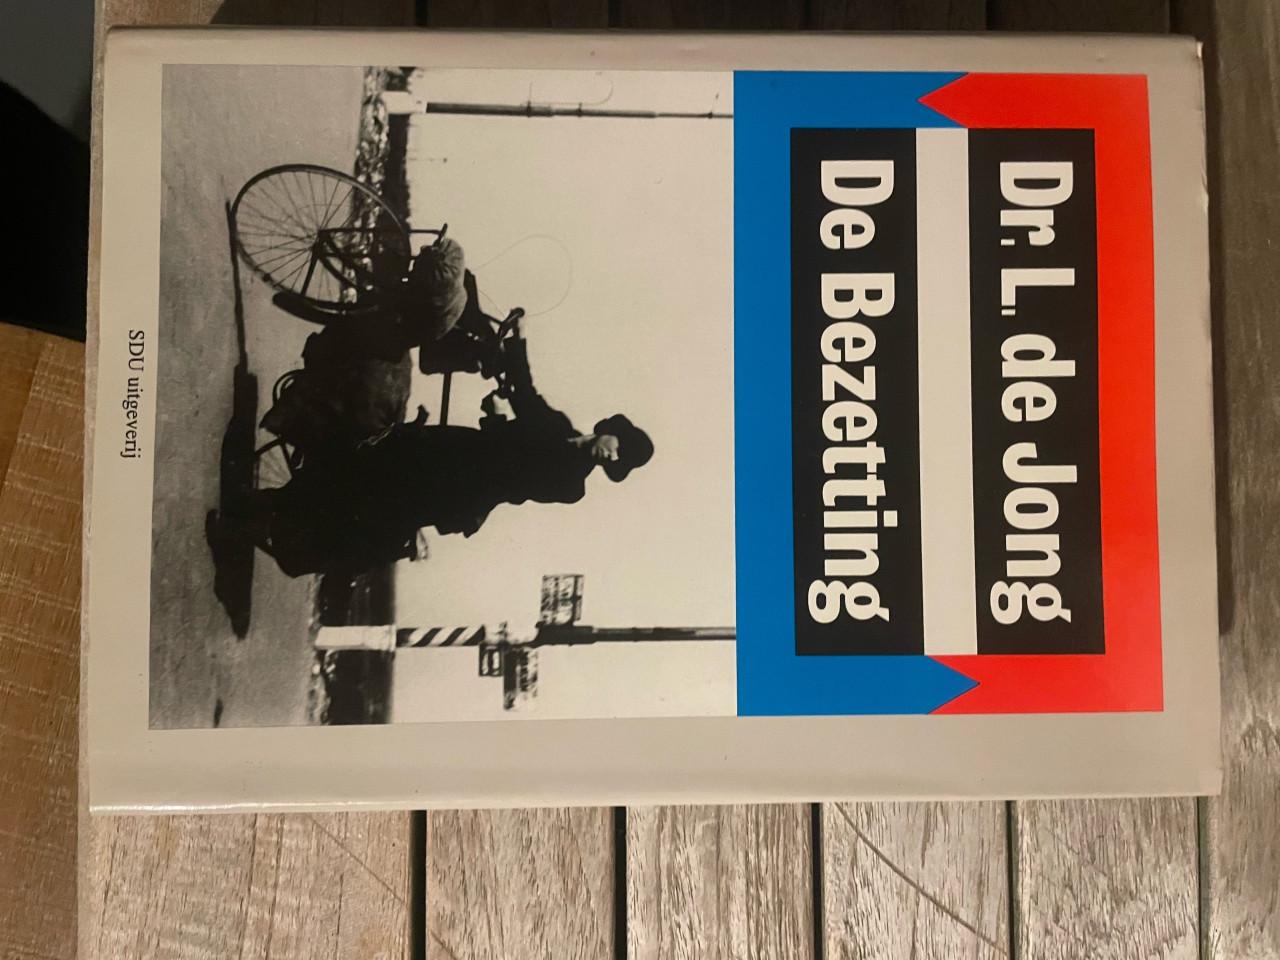 Dr. L. de Jong
De Bezetting
SDU uitgeverij